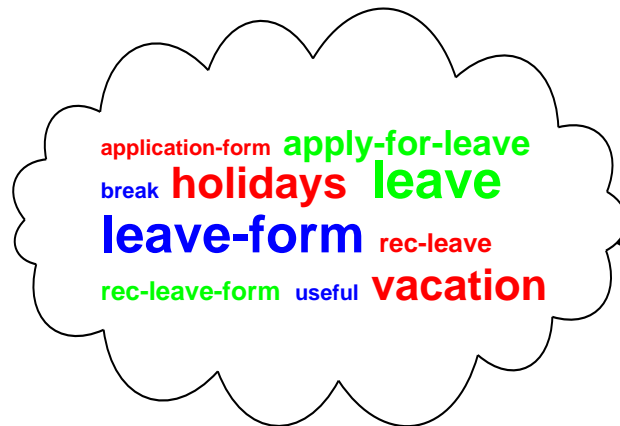 application-form apply-for-leave
break holidays leave
leave-form rec-leave
rec-leave-form useful vacation